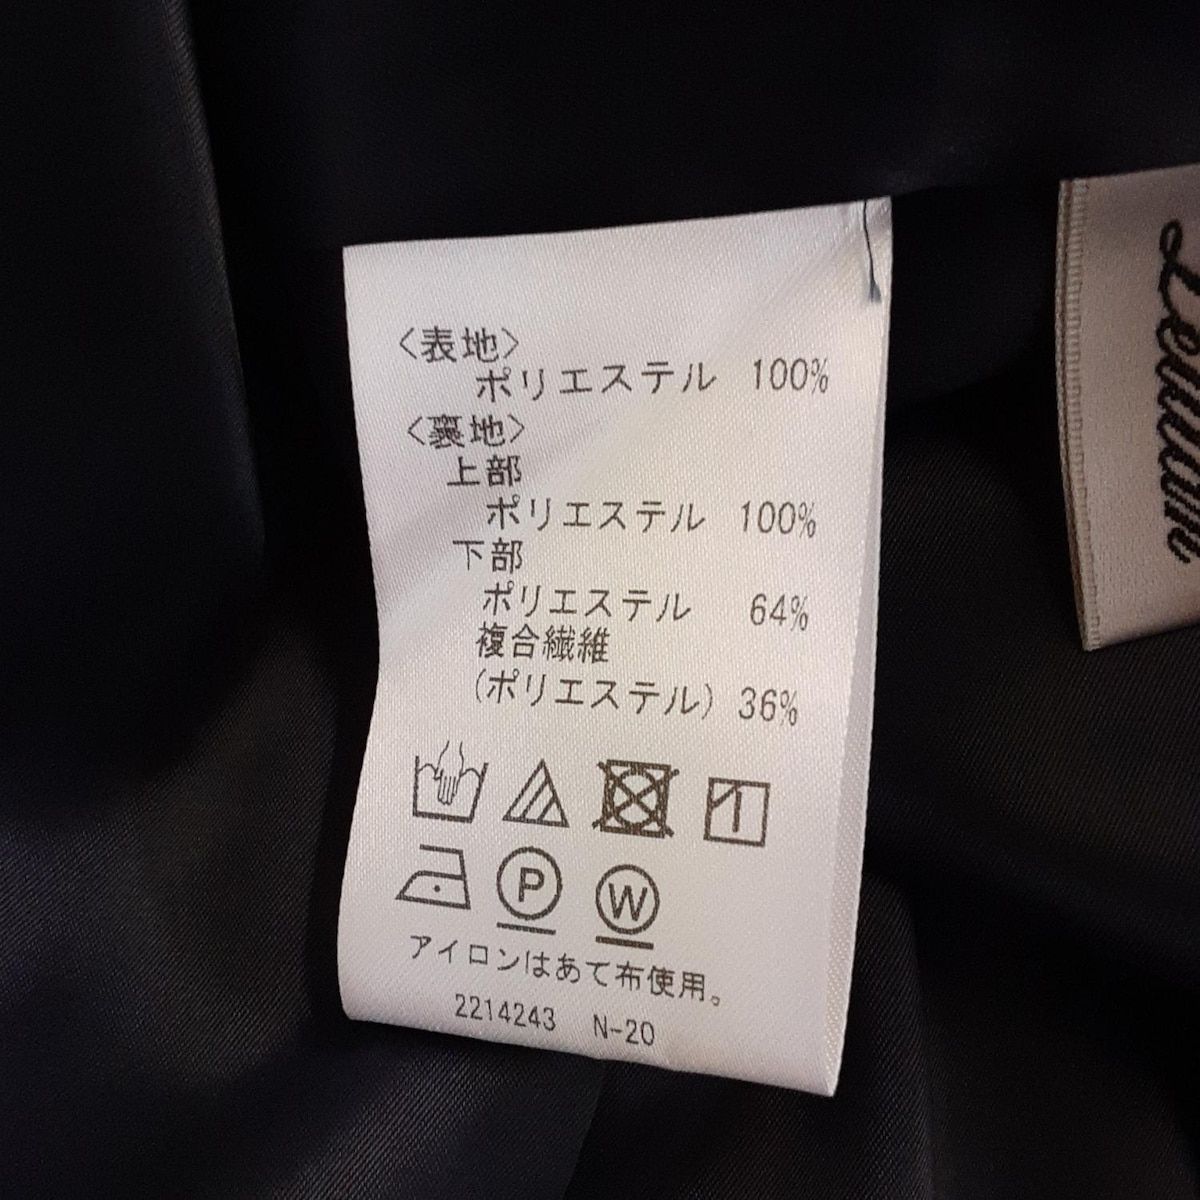 〈表地〉
ポリエステル 100%
〈裏地〉
上部
ポリエステル 100%
下部
ポリエステル 64%
複合繊維
(ポリエステル) 36%
P W
アイロンはあて布使用。
2214243 N-20